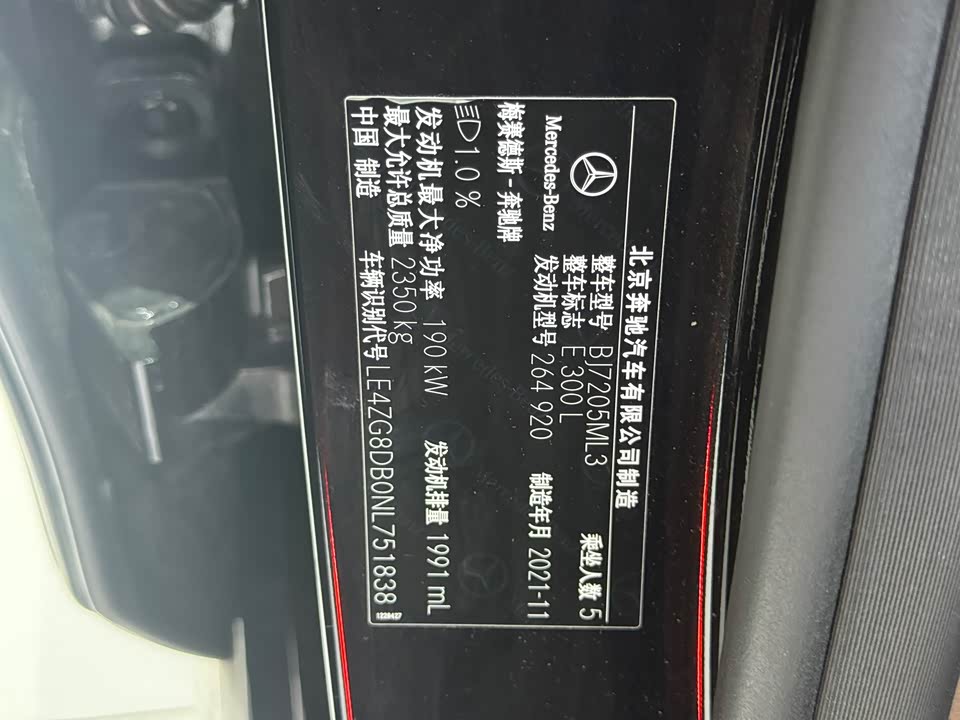 北京奔驰汽车有限公司制造
整车型号 BJ7205ML3 乘坐人数 5
整车标志 E 300 L
Mercedes-Benz 发动机型号 264 920 制造年月 2021-11
梅赛德斯-奔驰牌
1.0 %
发动机最大净功率 190 kW 发动机排量 1991 mL
最大允许总质量 2350 kg
中国 制造 车辆识别代号 LE4ZG8DB0NL751838